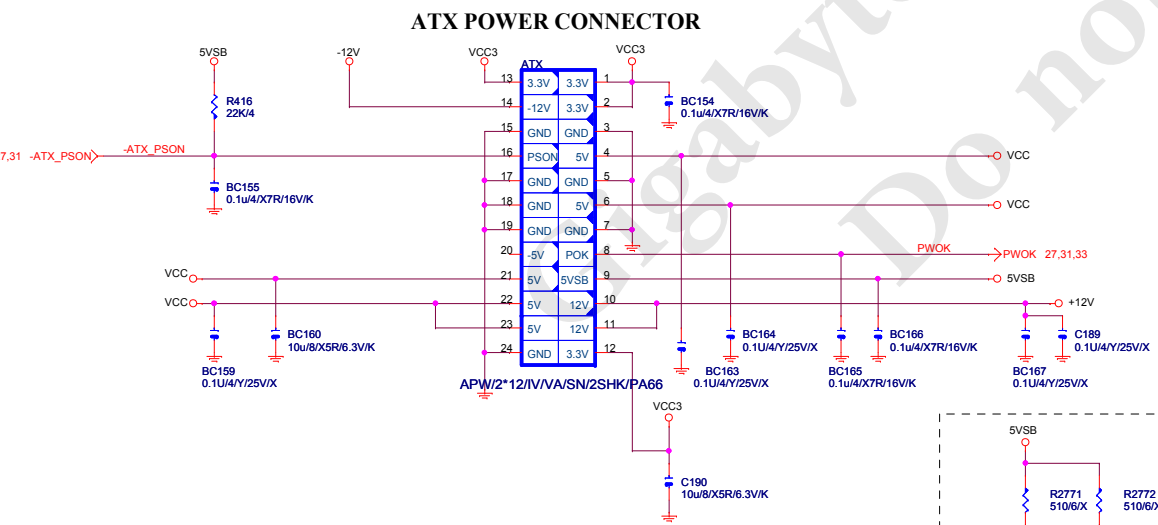 ATX POWER CONNECTOR
5VSB
-12V
VCC3
VCC3
ATX
R416
22K/4
BC154
0.1u/4/X7R/16V/K
7,31 -ATX_PSON
-ATX_PSON
BC155
0.1u/4/X7R/16V/K
13 3.3V 3.3V 1
14 -12V 3.3V 2
15 GND GND 3
16 PSON 5V 4
17 GND GND 5
18 GND 5V 6
19 GND GND 7
20 -5V POK 8
21 5V 5VSB 9
22 5V 12V 10
23 5V 12V 11
24 GND 3.3V 12
APW/2*12/IV/VA/SN/2SHK/PA66
VCC
VCC
PWOK
PWOK 27,31,33
5VSB
+12V
VCC
VCC
BC159
0.1U/4/Y/25V/X
BC160
10u/8/X5R/6.3V/K
BC163
0.1U/4/Y/25V/X
BC164
0.1U/4/Y/25V/X
BC165
0.1u/4/X7R/16V/K
BC166
0.1u/4/X7R/16V/K
BC167
0.1U/4/Y/25V/X
C189
0.1U/4/Y/25V/X
VCC3
C190
10u/8/X5R/6.3V/K
5VSB
R2771
510/6/X
R2772
510/6/X
Gigabyte
Do no